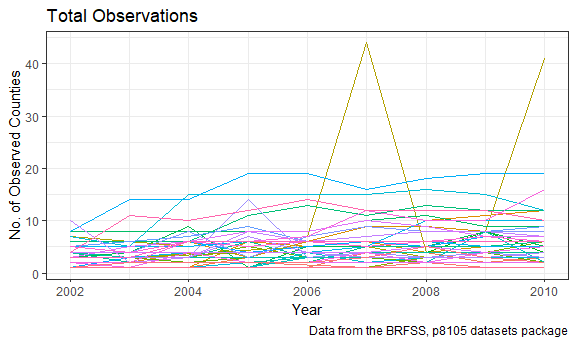 Total Observations
No. of Observed Counties
40
30
20
10
0
2002 2004 2006 2008 2010
Year
Data from the BRFSS, p8105 datasets package